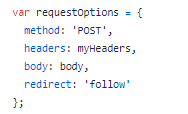 var requestOptions = {
  method: 'POST',
  headers: myHeaders,
  body: body,
  redirect: 'follow'
};